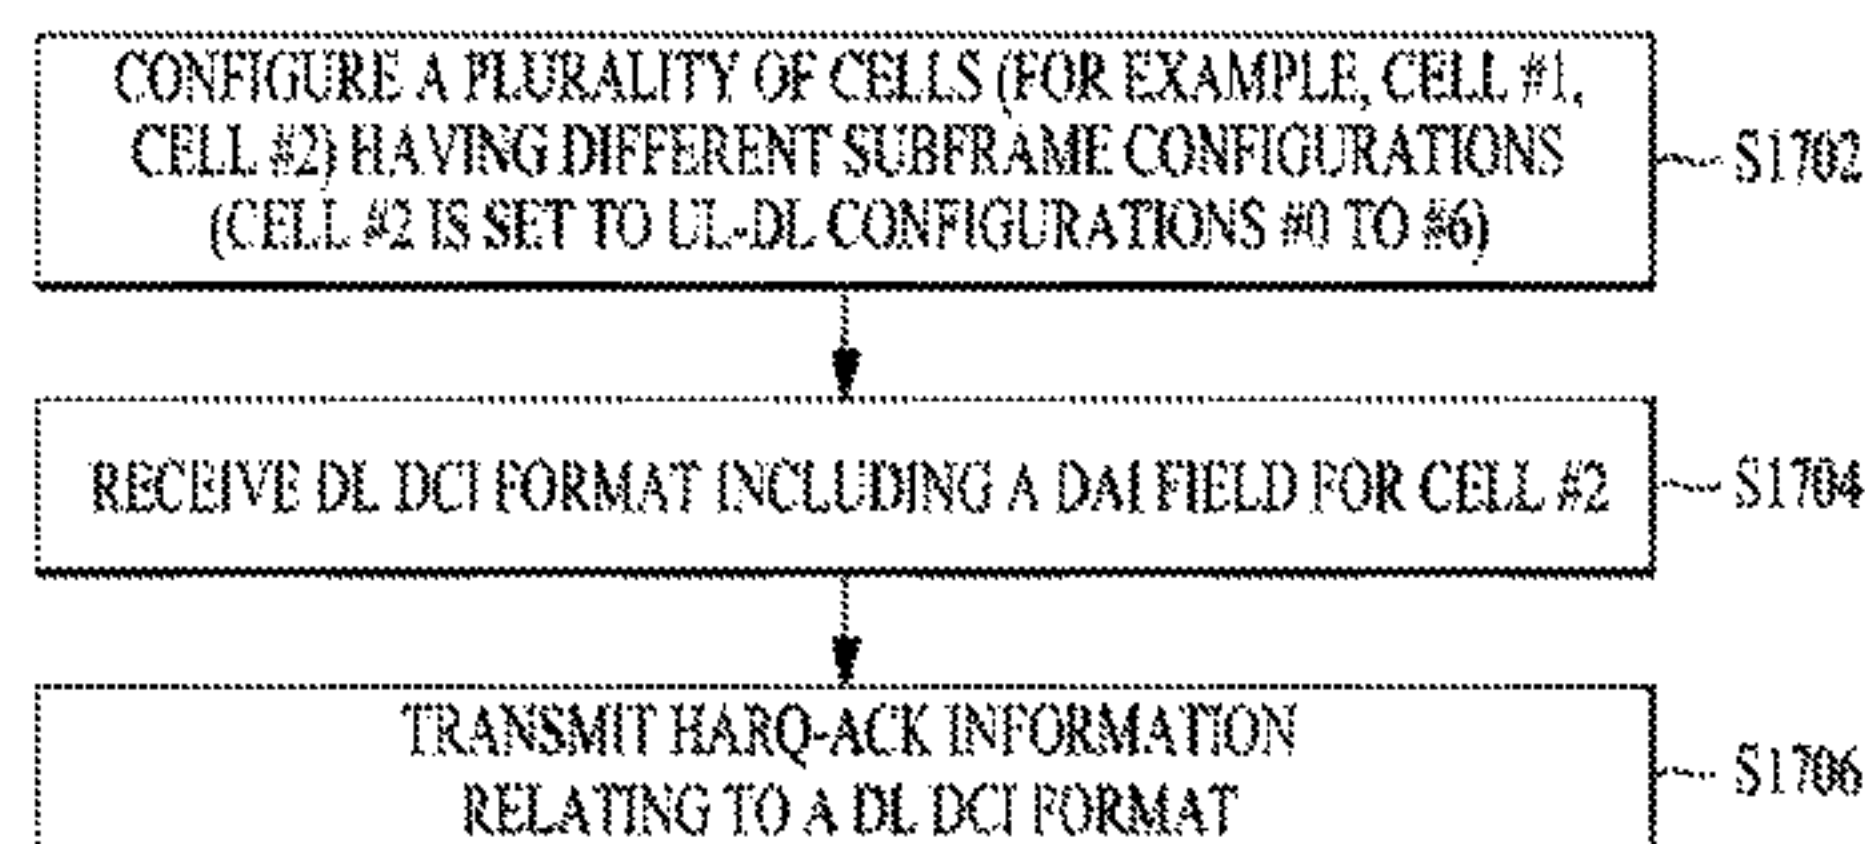 CONFIGURE A PLURALITY OF CELLS (FOR EXAMPLE, CELL #1,
CELL #2) HAVING DIFFERENT SUBFRAME CONFIGURATIONS
(CELL #2 IS SET TO UL-DL CONFIGURATIONS #0 TO #6)
S1702
RECEIVE DL DCI FORMAT INCLUDING A DAI FIELD FOR CELL #2
S1704
TRANSMIT HARQ-ACK INFORMATION
RELATING TO A DL DCI FORMAT
S1706